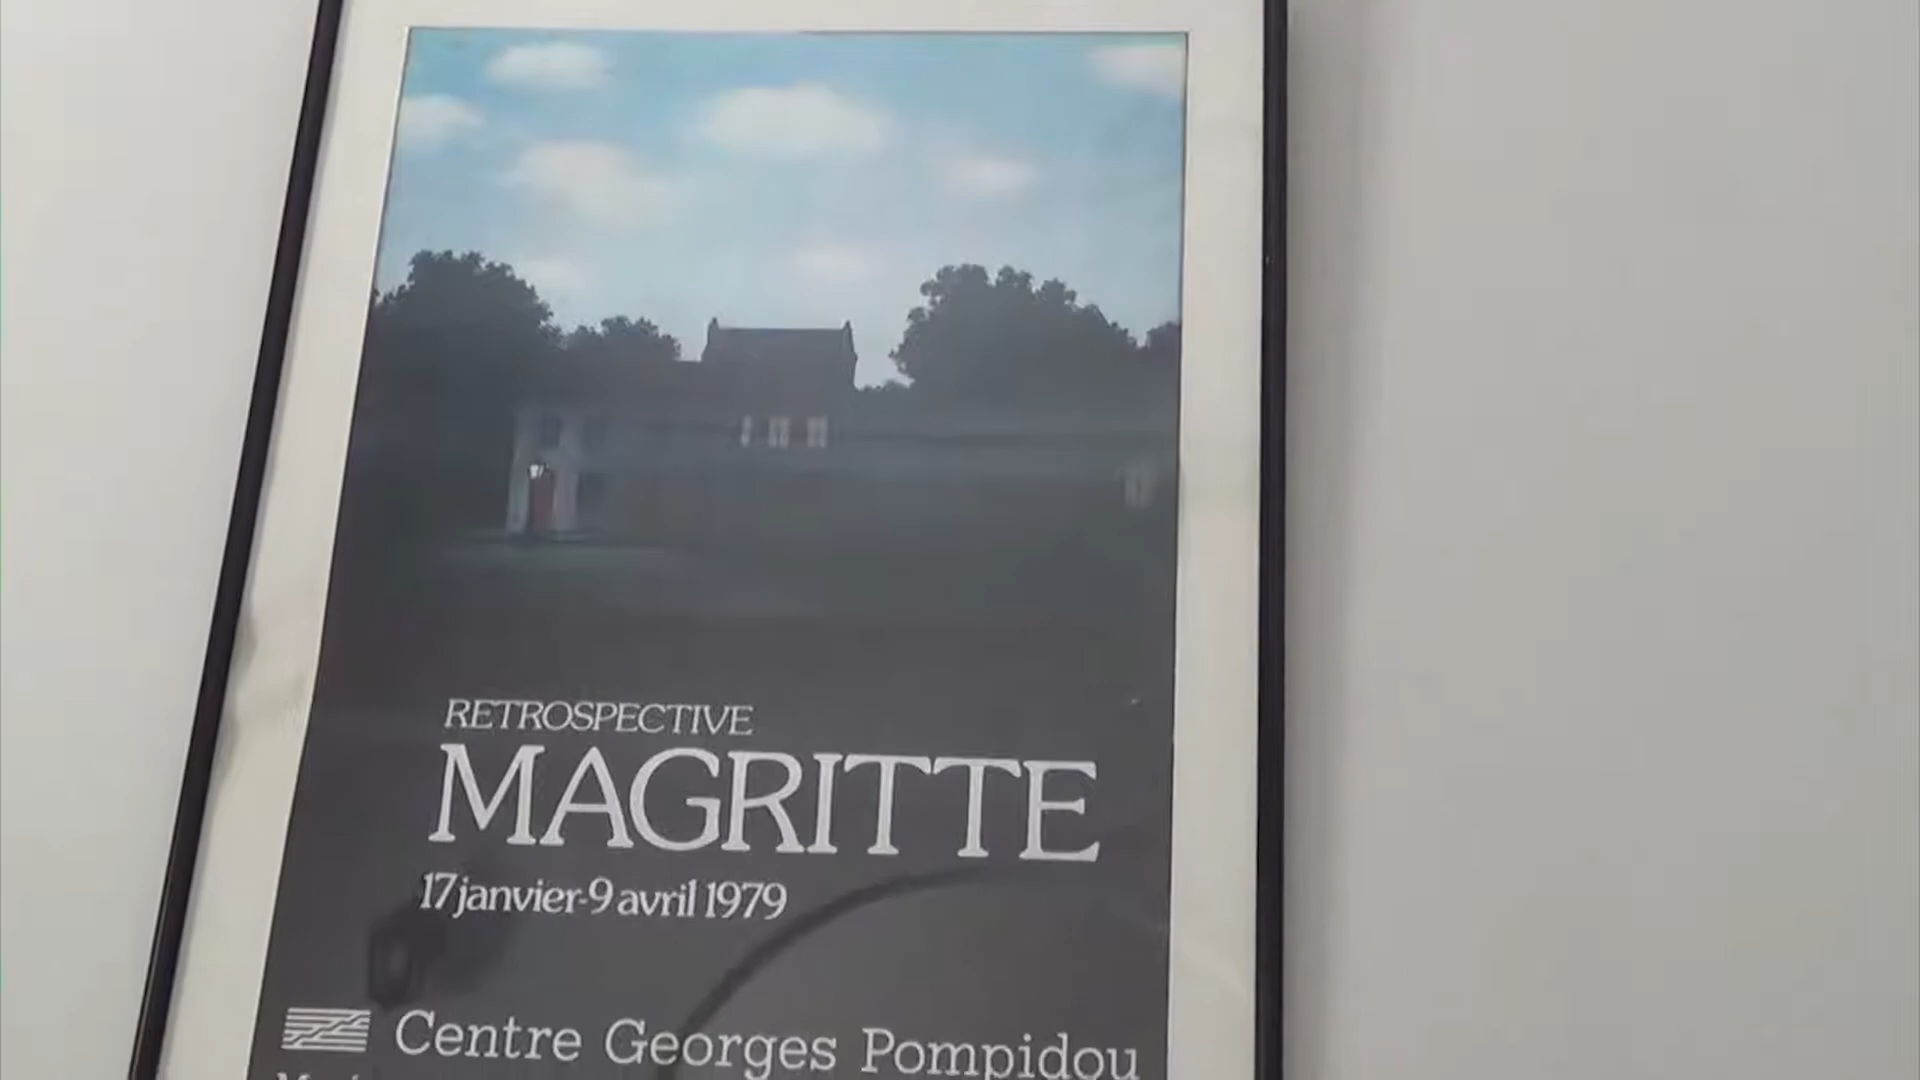 RETROSPECTIVE
MAGRITTE
17 janvier-9 avril 1979
Centre Georges Pompidou